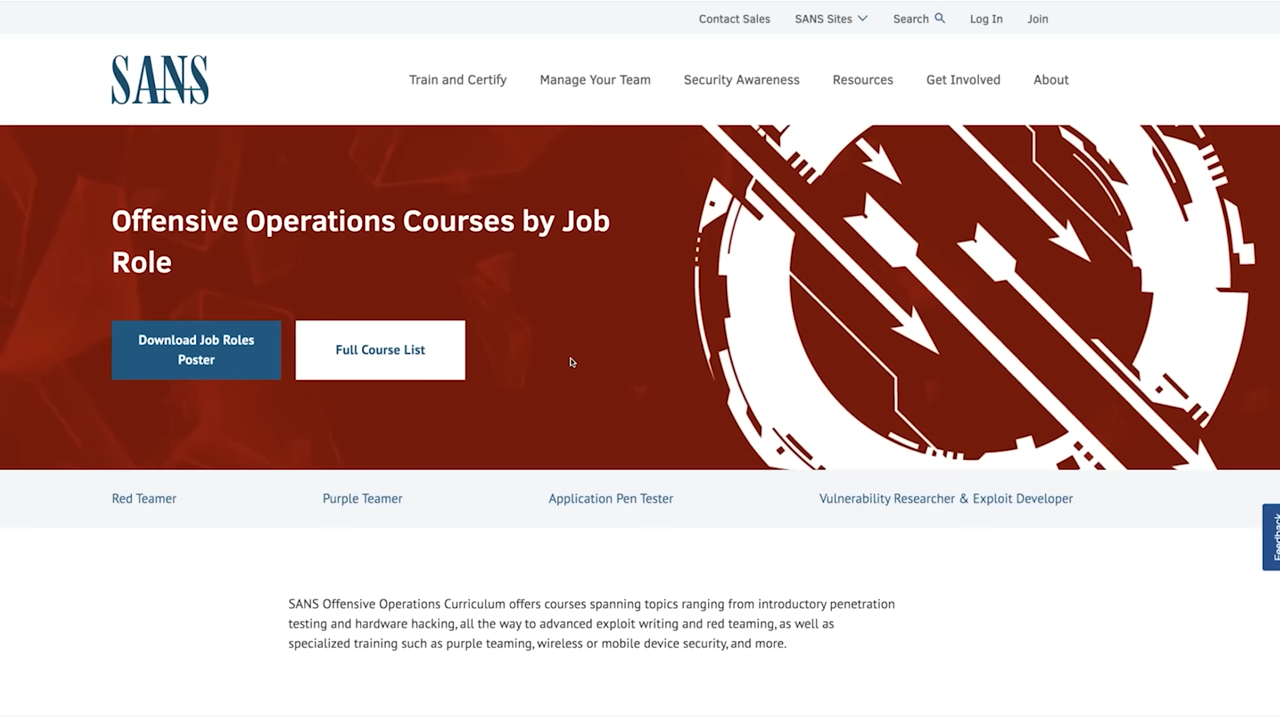 Contact Sales
SANS Sites
Search
Log In
Join
SANS
Train and Certify
Manage Your Team
Security Awareness
Resources
Get Involved
About
Offensive Operations Courses by Job
Role
Download Job Roles
Poster
Full Course List
Red Teamer
Purple Teamer
Application Pen Tester
Vulnerability Researcher & Exploit Developer
Feedback
SANS Offensive Operations Curriculum offers courses spanning topics ranging from introductory penetration
testing and hardware hacking, all the way to advanced exploit writing and red teaming, as well as
specialized training such as purple teaming, wireless or mobile device security, and more.